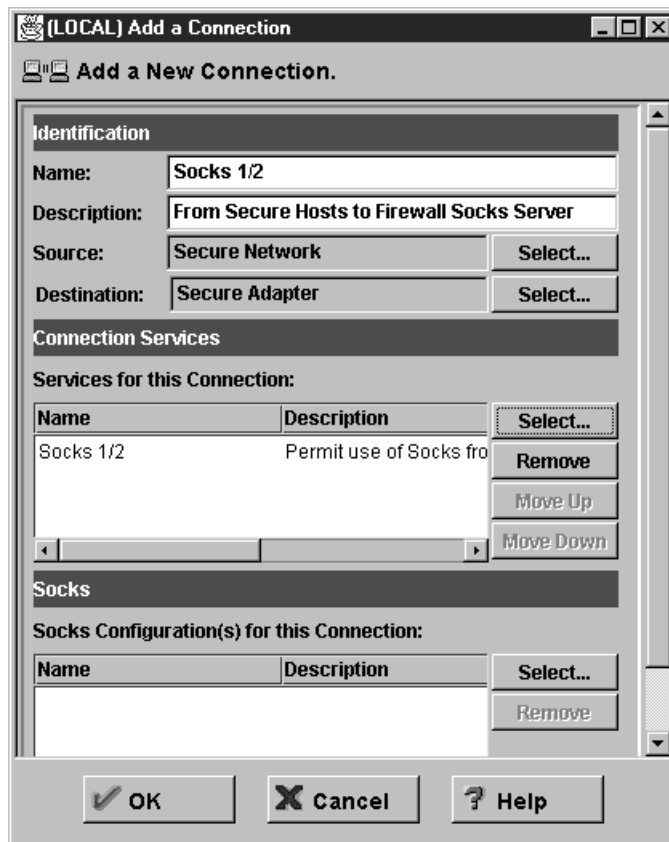 (LOCAL) Add a Connection
Add a New Connection.
Identification
Name: Socks 1/2
Description: From Secure Hosts to Firewall Socks Server
Source: Secure Network Select...
Destination: Secure Adapter Select...
Connection Services
Services for this Connection:
Name Description Select...
Socks 1/2 Permit use of Socks fro
Remove
Move Up
Move Down
Socks
Socks Configuration(s) for this Connection:
Name Description Select...
Remove
OK Cancel Help